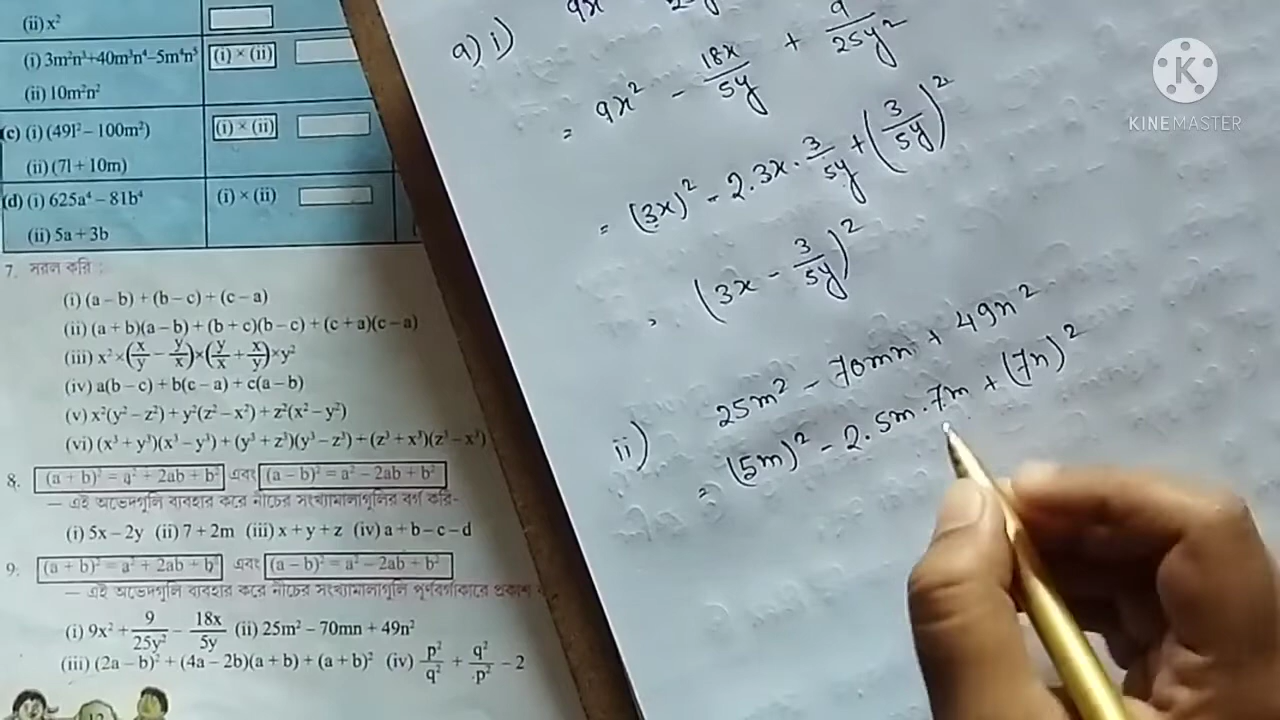 (ii) x²
(i) 3m²n³+40m³n⁴–5m⁴n⁵ (i) × (ii)
(ii) 10m²n²
(c) (i) (49l² – 100m²) (i) × (ii)
(ii) (7l + 10m)
(d) (i) 625a⁴ – 81b⁴ (i) × (ii)
(ii) 5a + 3b
7. সরল করি :
(i) (a – b) + (b – c) + (c – a)
(ii) (a + b)(a – b) + (b + c)(b – c) + (c + a)(c – a)
(iii) x² × (x/y – y/x) × (y/x + x/y) × y²
(iv) a(b – c) + b(c – a) + c(a – b)
(v) x²(y² – z²) + y²(z² – x²) + z²(x² – y²)
(vi) (x³ + y³)(x³ – y³) + (y³ + z³)(y³ – z³) + (z³ + x³)(z³ – x³)
8. (a + b)² = a² + 2ab + b² এবং (a – b)² = a² – 2ab + b²
— এই অভেদগুলি ব্যবহার করে নীচের সংখ্যামালাগুলির বর্গ করি-
(i) 5x – 2y (ii) 7 + 2m (iii) x + y + z (iv) a + b – c – d
9. (a + b)² = a² + 2ab + b² এবং (a – b)² = a² – 2ab + b²
— এই অভেদগুলি ব্যবহার করে নীচের সংখ্যামালাগুলি পূর্ণবর্গাকারে প্রকাশ
(i) 9x² + 9/25y² – 18x/5y (ii) 25m² – 70mn + 49n²
(iii) (2a – b)² + (4a – 2b)(a + b) + (a + b)² (iv) p²/q² + q²/p² – 2
9) i)
= 9x² - 18x/5y + 9/25y²
= (3x)² - 2.3x.3/5y + (3/5y)²
= (3x - 3/5y)²
ii) 25m² - 70mn + 49n²
= (5m)² - 2.5m.7m + (7n)²
KINEMASTER